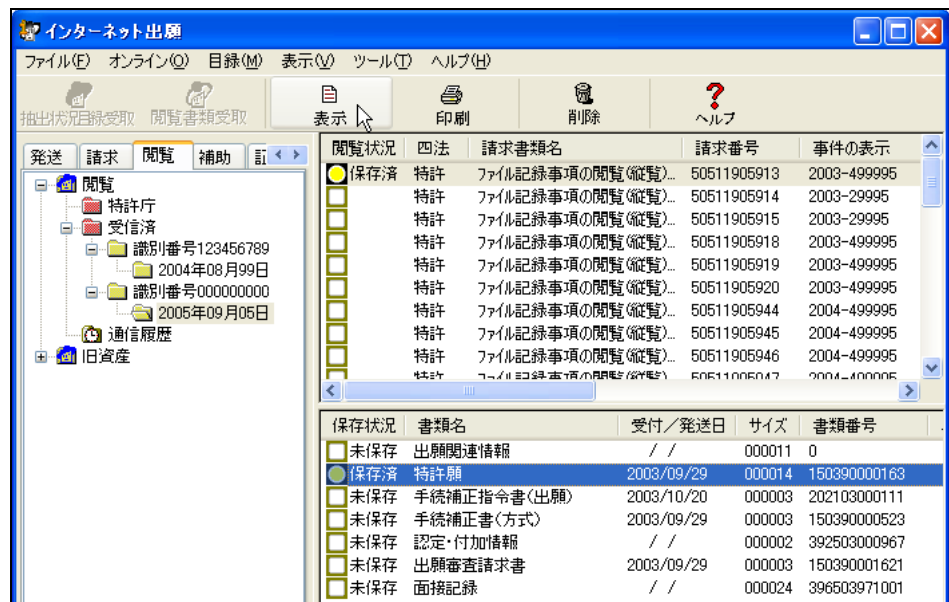 インターネット出願
ファイル(F) オンライン(O) 目録(M) 表示(V) ツール(T) ヘルプ(H)
抽出状況目録受取 閲覧書類受取 表示 印刷 削除 ヘルプ
発送 請求 閲覧 補助
閲覧
特許庁
受信済
識別番号123456789
2004年08月99日
識別番号000000000
2005年09月05日
通信履歴
旧資産
閲覧状況 四法 請求書類名 請求番号 事件の表示
保存済 特許 ファイル記録事項の閲覧(縦覧)... 50511905913 2003-499995
特許 ファイル記録事項の閲覧(縦覧)... 50511905914 2003-29995
特許 ファイル記録事項の閲覧(縦覧)... 50511905915 2003-29995
特許 ファイル記録事項の閲覧(縦覧)... 50511905918 2003-499995
特許 ファイル記録事項の閲覧(縦覧)... 50511905919 2003-499995
特許 ファイル記録事項の閲覧(縦覧)... 50511905920 2003-499995
特許 ファイル記録事項の閲覧(縦覧)... 50511905944 2004-499995
特許 ファイル記録事項の閲覧(縦覧)... 50511905945 2004-499995
特許 ファイル記録事項の閲覧(縦覧)... 50511905946 2004-499995
特許 ファイル記録事項の閲覧(縦覧)... 50511905947 2004-499995
保存状況 書類名 受付/発送日 サイズ 書類番号
未保存 出願関連情報 / / 000011 0
保存済 特許願 2003/09/29 000014 150390000163
未保存 手続補正指令書(出願) 2003/10/20 000003 202103000111
未保存 手続補正書(方式) 2003/09/29 000003 150390000523
未保存 認定・付加情報 / / 000002 392503000967
未保存 出願審査請求書 2003/09/29 000003 150390001621
未保存 面接記録 / / 000024 396503971001